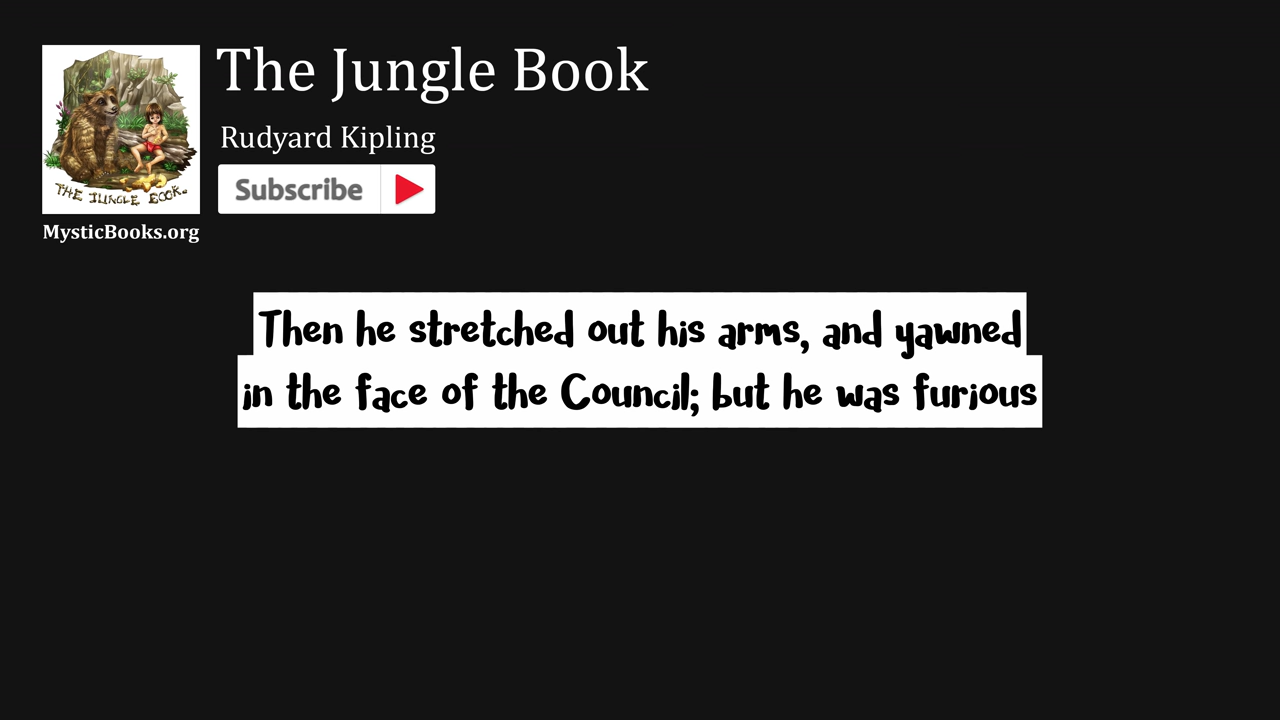 The Jungle Book
Rudyard Kipling
Subscribe
THE JUNGLE BOOK.
MysticBooks.org
Then he stretched out his arms, and yawned
in the face of the Council; but he was furious